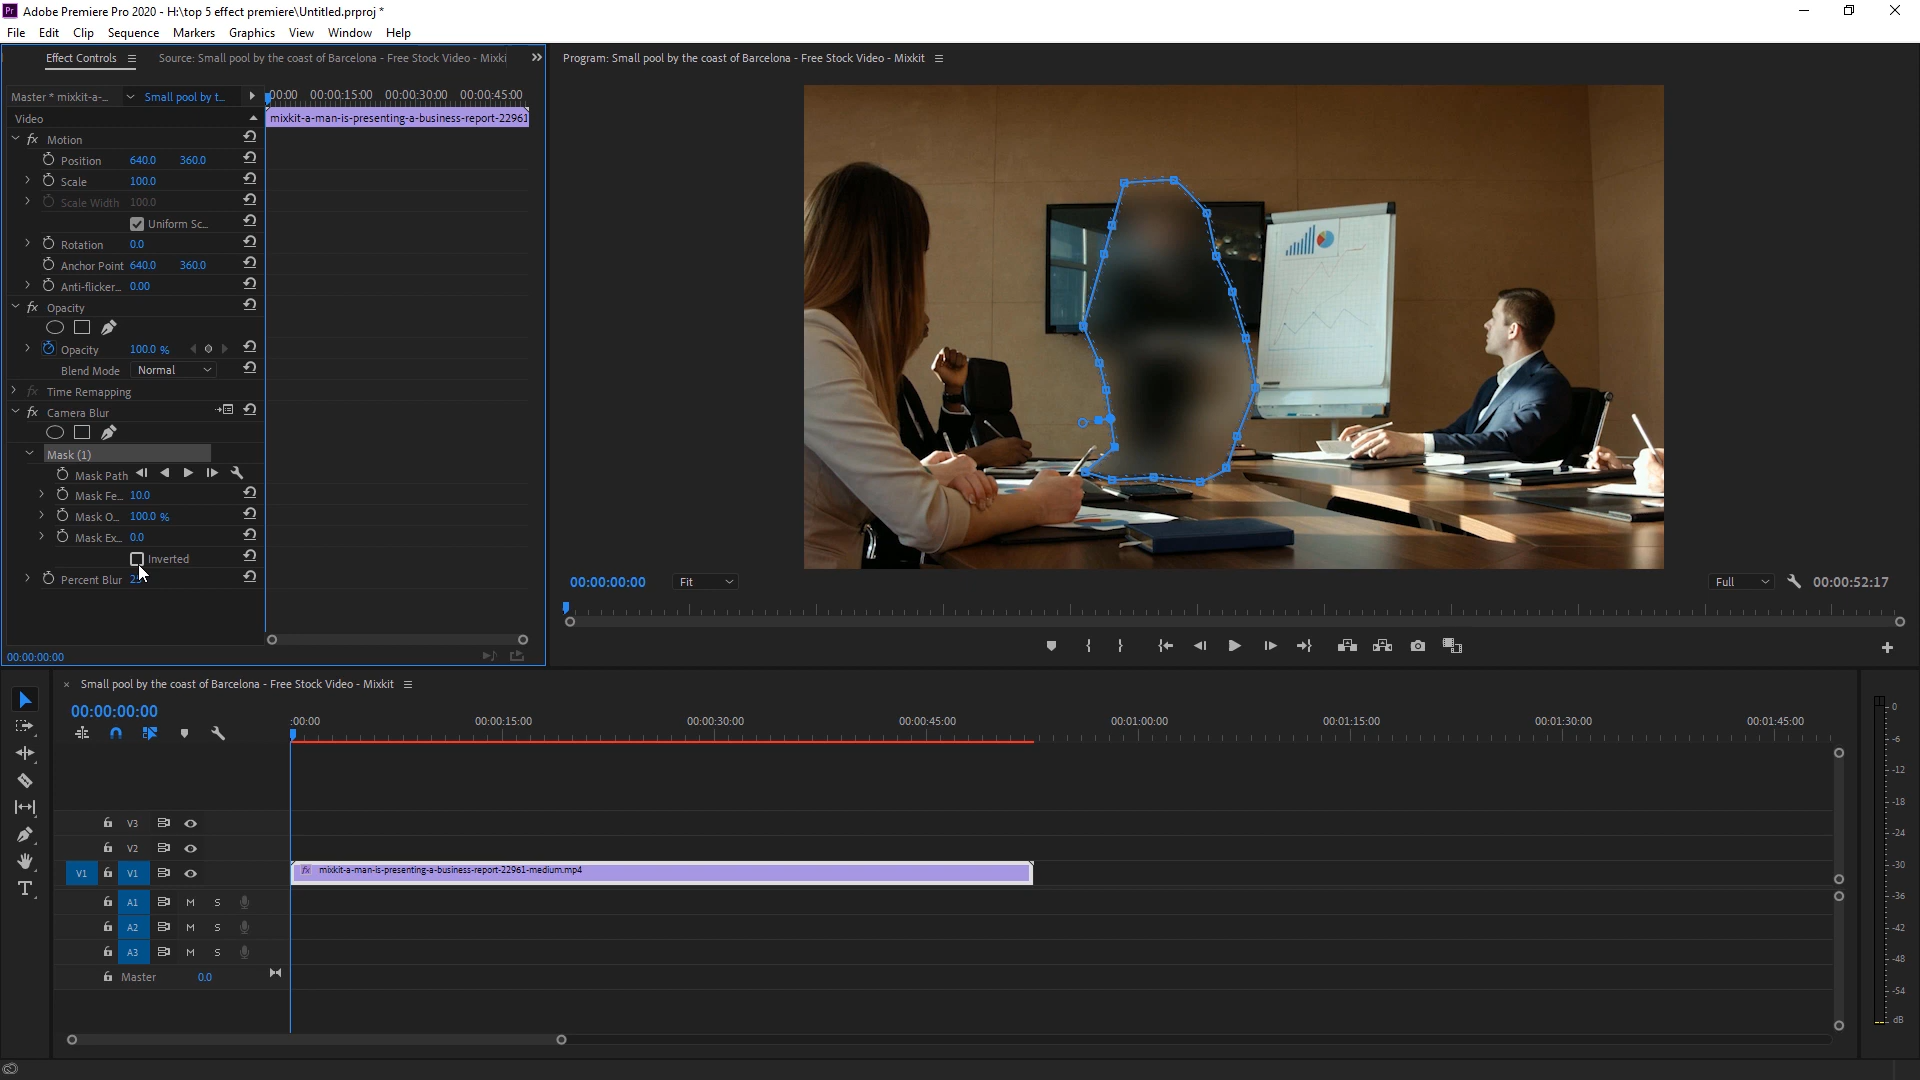 Pr Adobe Premiere Pro 2020 - H:\top 5 effect premiere\Untitled.prproj *
File Edit Clip Sequence Markers Graphics View Window Help
Effect Controls
Source: Small pool by the coast of Barcelona - Free Stock Video - Mixki
Program: Small pool by the coast of Barcelona - Free Stock Video - Mixkit
Master * mixkit-a-... Small pool by t...
:00:00 00:00:15:00 00:00:30:00 00:00:45:00
Video
mixkit-a-man-is-presenting-a-business-report-22961
fx Motion
Position 640.0 360.0
Scale 100.0
Scale Width 100.0
Uniform Sc...
Rotation 0.0
Anchor Point 640.0 360.0
Anti-flicker... 0.00
fx Opacity
Opacity 100.0 %
Blend Mode Normal
fx Time Remapping
fx Camera Blur
Mask (1)
Mask Path
Mask Fe... 10.0
Mask O... 100.0 %
Mask Ex... 0.0
Inverted
Percent Blur
00:00:00:00
00:00:00:00 Fit Full 00:00:52:17
Small pool by the coast of Barcelona - Free Stock Video - Mixkit
00:00:00:00
:00:00 00:00:15:00 00:00:30:00 00:00:45:00 00:01:00:00 00:01:15:00 00:01:30:00 00:01:45:00
V3
V2
V1 V1
fx mixkit-a-man-is-presenting-a-business-report-22961-medium.mp4
A1 M S
A2 M S
A3 M S
Master 0.0
0
-6
-12
-18
-24
-30
-36
-42
-48
-54
dB